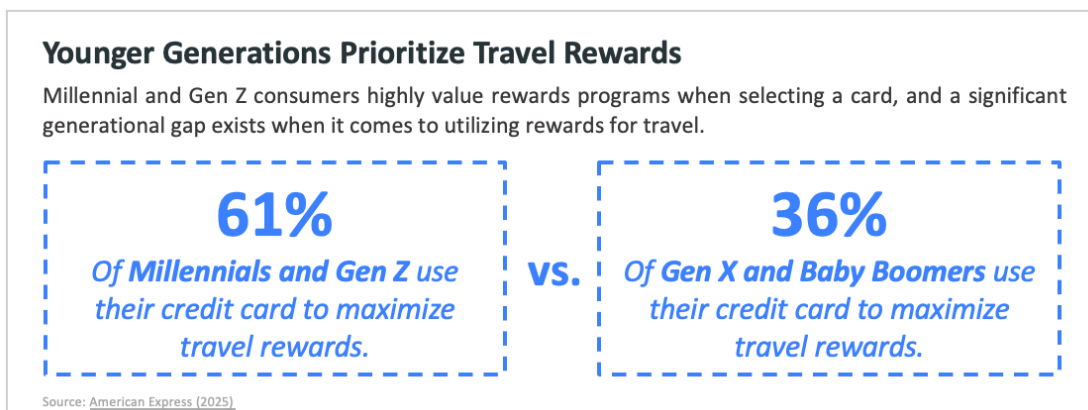 Younger Generations Prioritize Travel Rewards
Millennial and Gen Z consumers highly value rewards programs when selecting a card, and a significant
generational gap exists when it comes to utilizing rewards for travel.
61%
Of Millennials and Gen Z use
their credit card to maximize
travel rewards.
vs.
36%
Of Gen X and Baby Boomers use
their credit card to maximize
travel rewards.
Source: American Express (2025)